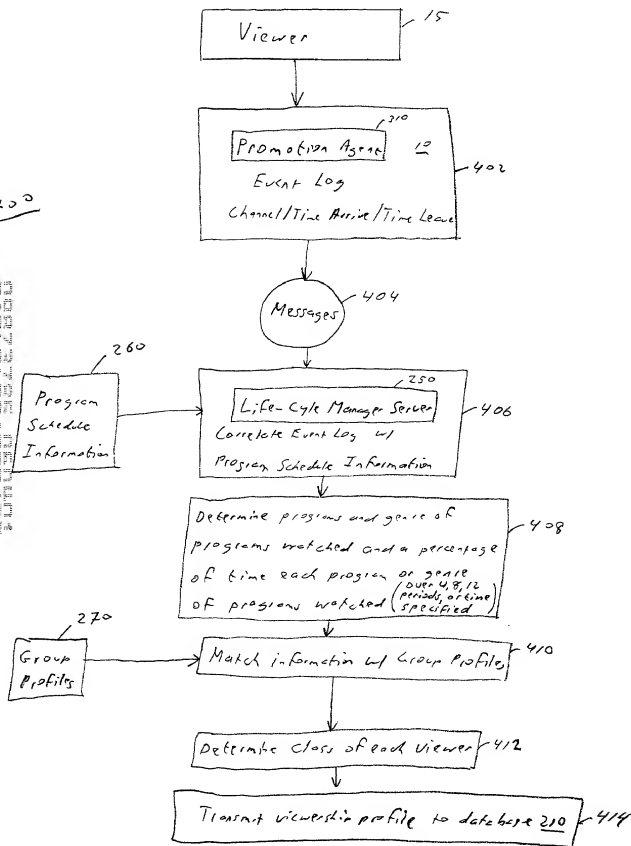 Viewer
15
310
Promotion Agent
10
402
Event Log
Channel/Time Arrive/Time Leave
Messages
404
260
Program
Schedule
Information
250
Life-Cyle Manager Server
406
Correlate Event Log w/
Program Schedule Information
Determine programs and genre of
408
programs watched and a percentage
of time each program or genre
of programs watched (over 4, 8, 12
periods, or time
specified)
270
Group
Profiles
Match information w/ Group Profiles
410
Determine Class of each viewer
412
Transmit viewership profile to database 210
414